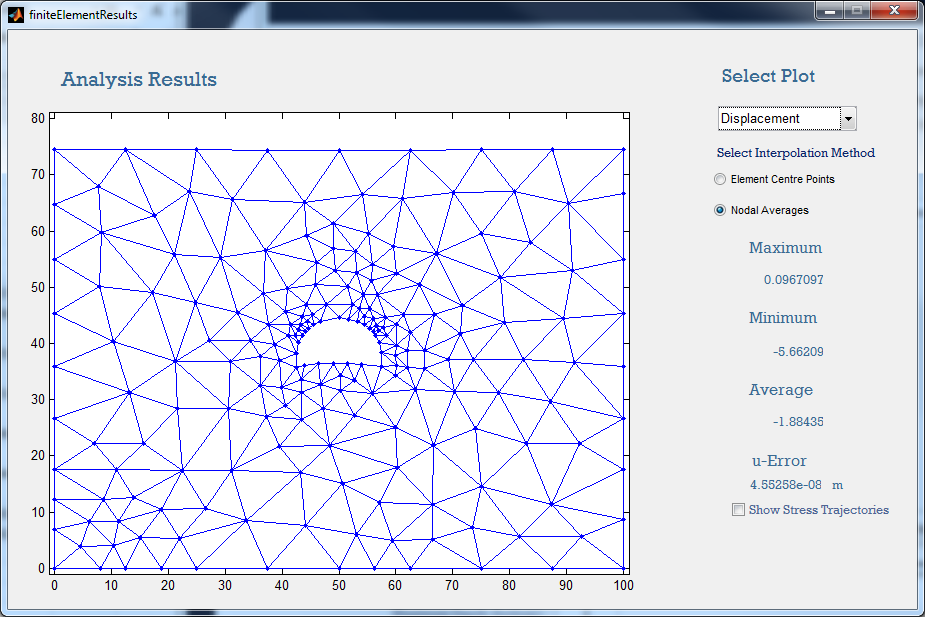 finiteElementResults
Analysis Results
80
70
60
50
40
30
20
10
0
0 10 20 30 40 50 60 70 80 90 100
Select Plot
Displacement
Select Interpolation Method
Element Centre Points
Nodal Averages
Maximum
0.0967097
Minimum
-5.66209
Average
-1.88435
u-Error
4.55258e-08 m
Show Stress Trajectories